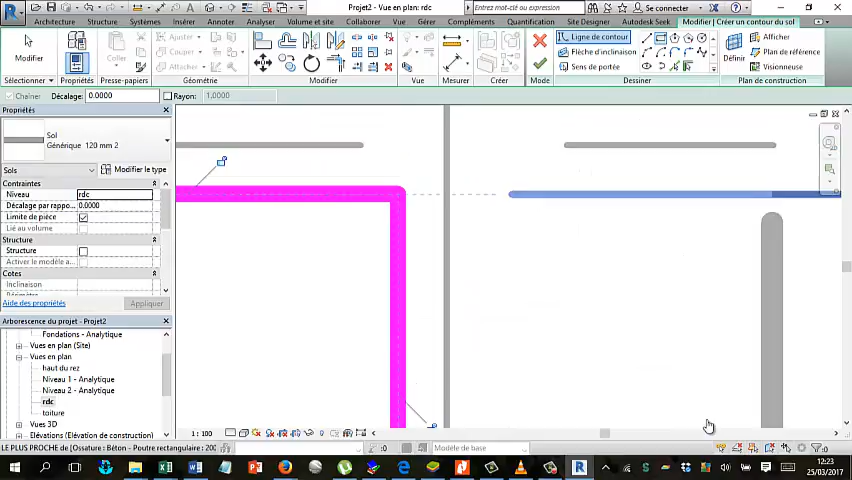 Projet2 - Vue en plan: rdc
Entrez mot-clé ou expression
Se connecter
Modifier | Créer un contour du sol
Architecture Structure Systèmes Insérer Annoter Analyser Volume et site Collaborer Vue Gérer Compléments Quantification Site Designer Autodesk Seek
Modifier
Coller
Ajuster
Couper
Attacher
Ligne de contour
Flèche d'inclinaison
Sens de portée
Définir
Afficher
Plan de référence
Visionneuse
Sélectionner
Propriétés
Presse-papiers
Géométrie
Modifier
Vue
Mesurer
Créer
Mode
Dessiner
Plan de construction
Chaîner Décalage: 0.0000 Rayon: 1.0000
Propriétés
Sol
Générique 120 mm 2
Sols Modifier le type
Contraintes
Niveau rdc
Décalage par rappo... 0.0000
Limite de pièce
Lié au volume
Structure
Structure
Activer le modèle a...
Cotes
Inclinaison
Aide des propriétés Appliquer
Arborescence du projet - Projet2
Fondations - Analytique
Vues en plan (Site)
Vues en plan
haut du rez
Niveau 1 - Analytique
Niveau 2 - Analytique
rdc
toiture
Vues 3D
Elévations (Elévation de construction)
1 : 100
LE PLUS PROCHE de [Ossature : Béton - Poutre rectangulaire : 200
:0
Modèle de base
:0
12:23
25/03/2017